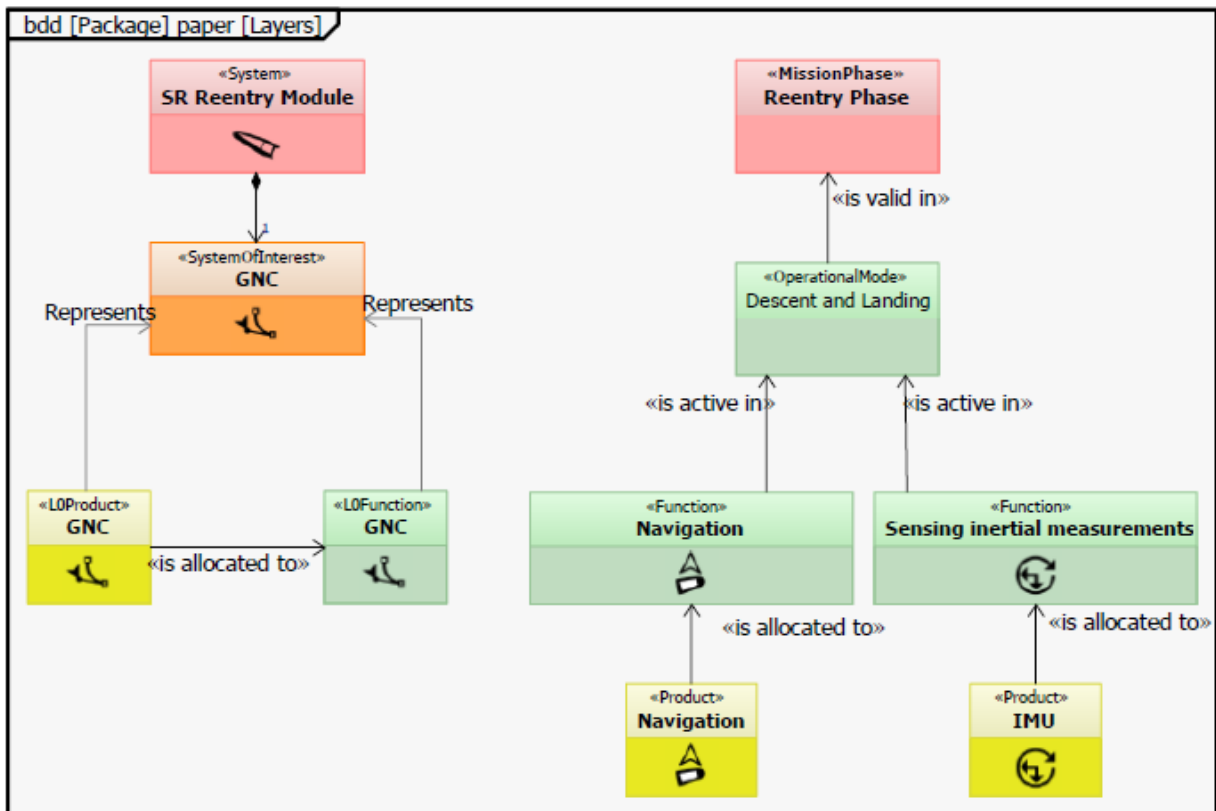 bdd [Package] paper [Layers]
«System»
SR Reentry Module
«MissionPhase»
Reentry Phase
«is valid in»
1
«SystemOfInterest»
GNC
«OperationalMode»
Descent and Landing
Represents
Represents
«is active in»
«is active in»
«L0Product»
GNC
«L0Function»
GNC
«is allocated to»
«Function»
Navigation
«Function»
Sensing inertial measurements
«is allocated to»
«is allocated to»
«Product»
Navigation
«Product»
IMU